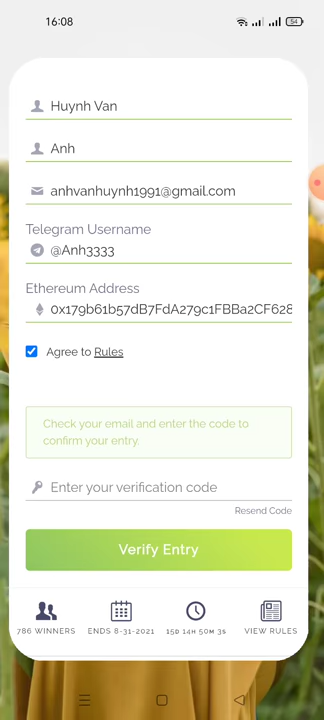 16:08
54
Huynh Van
Anh
anhvanhuynh1991@gmail.com
Telegram Username
@Anh3333
Ethereum Address
0x179b61b57dB7FdA279c1FBBa2CF628
Agree to Rules
Check your email and enter the code to
confirm your entry.
Enter your verification code
Resend Code
Verify Entry
786 WINNERS
ENDS 8-31-2021
15D 14H 50M 3S
VIEW RULES